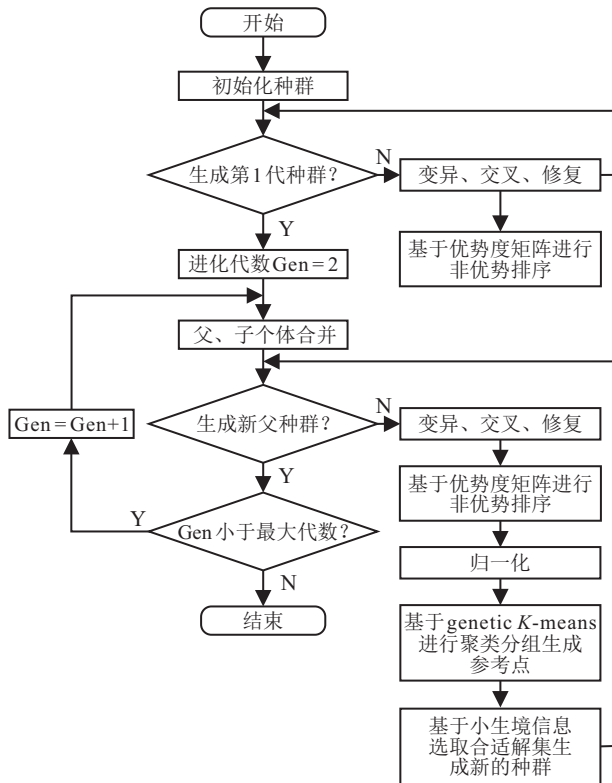 开始
初始化种群
生成第1代种群?
N
变异、交叉、修复
Y
基于优势度矩阵进行
非优势排序
进化代数Gen=2
父、子个体合并
Gen=Gen+1
生成新父种群?
N
变异、交叉、修复
Y
基于优势度矩阵进行
非优势排序
Y
Gen小于最大代数?
归一化
N
结束
基于genetic K-means
进行聚类分组生成
参考点
基于小生境信息
选取合适解集生
成新的种群